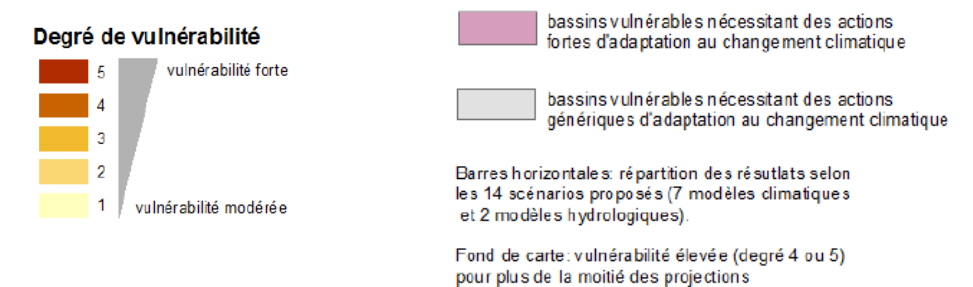 Degré de vulnérabilité
5
vulnérabilité forte
4
3
2
1
vulnérabilité modérée
bassins vulnérables nécessitant des actions
fortes d'adaptation au changement climatique
bassins vulnérables nécessitant des actions
génériques d'adaptation au changement climatique
Barres horizontales: répartition des résutlats selon
les 14 scénarios proposés (7 modèles climatiques
et 2 modèles hydrologiques).
Fond de carte: vulnérabilité élevée (degré 4 ou 5)
pour plus de la moitié des projections